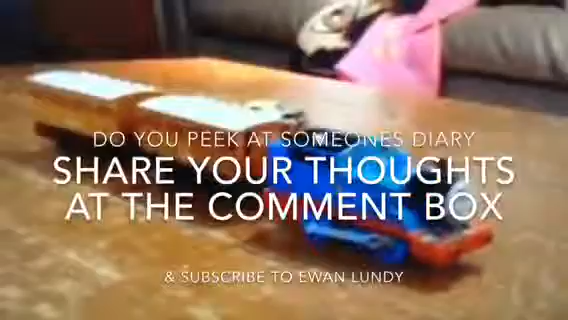 DO YOU PEEK AT SOMEONES DIARY
SHARE YOUR THOUGHTS
AT THE COMMENT BOX
& SUBSCRIBE TO EWAN LUNDY